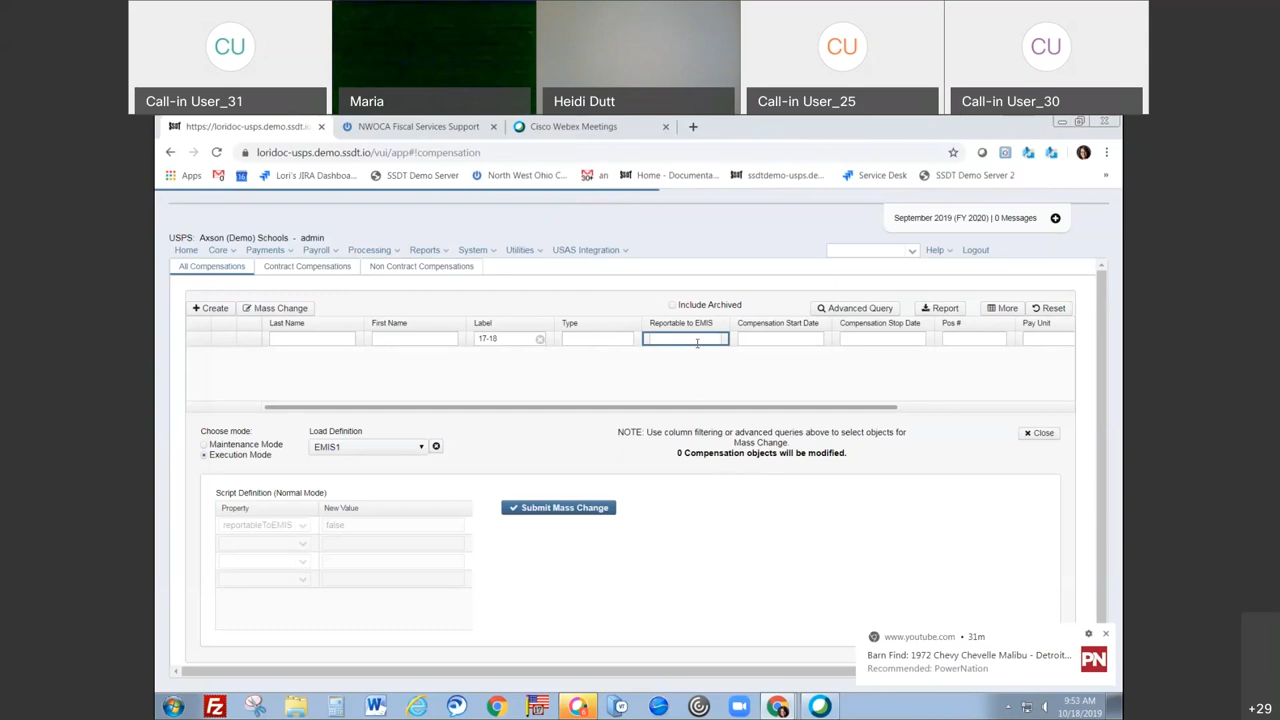 CU
CU
CU
Call-in User_31
Maria
Heidi Dutt
Call-in User_25
Call-in User_30
https://loridoc-usps.demo.ssdt.io/
NWOCA Fiscal Services Support
Cisco Webex Meetings
loridoc-usps.demo.ssdt.io/vui/app#!compensation
Apps
Lori's JIRA Dashboa...
SSDT Demo Server
North West Ohio C...
an
Home - Documenta...
ssdtdemo-usps.de...
Service Desk
SSDT Demo Server 2
»
September 2019 (FY 2020) | 0 Messages
USPS: Axson (Demo) Schools - admin
Home
Core
Payments
Payroll
Processing
Reports
System
Utilities
USAS Integration
Help
Logout
All Compensations
Contract Compensations
Non Contract Compensations
Create
Mass Change
Include Archived
Advanced Query
Report
More
Reset
Last Name
First Name
Label
Type
Reportable to EMIS
Compensation Start Date
Compensation Stop Date
Pos #
Pay Unit
17-18
Choose mode:
Maintenance Mode
Execution Mode
Load Definition
EMIS1
NOTE: Use column filtering or advanced queries above to select objects for
Mass Change.
0 Compensation objects will be modified.
Close
Script Definition (Normal Mode)
Property
New Value
reportableToEMIS
false
Submit Mass Change
www.youtube.com • 31m
Barn Find: 1972 Chevy Chevelle Malibu - Detroit...
Recommended: PowerNation
PN
9:53 AM
10/18/2019
+29